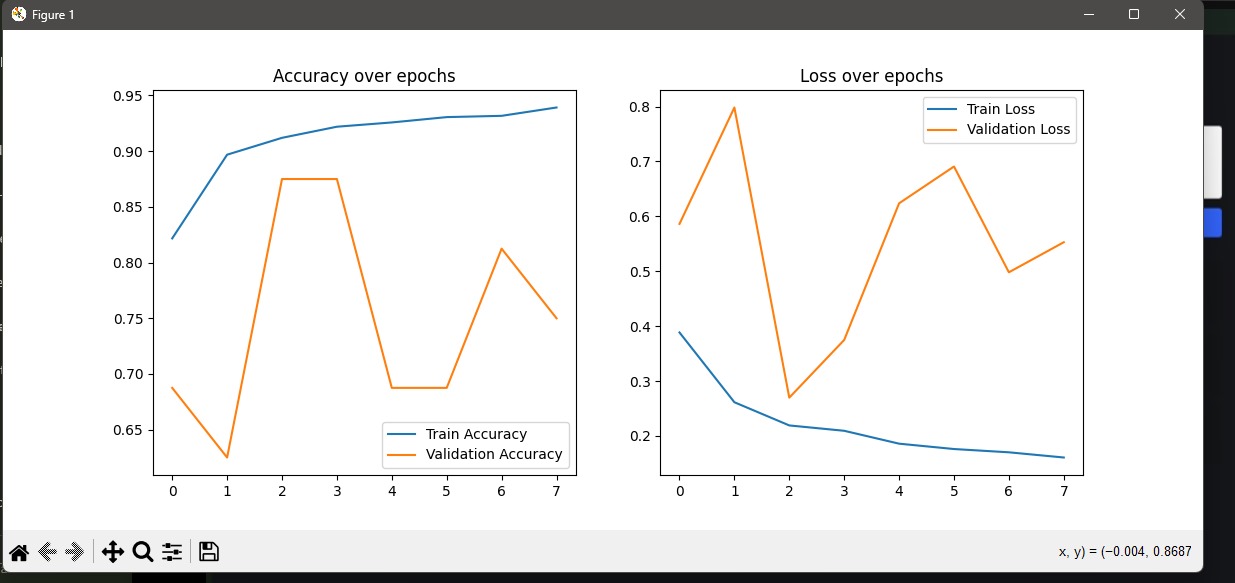 Figure 1
Accuracy over epochs
0.95
0.90
0.85
0.80
0.75
0.70
0.65
Train Accuracy
Validation Accuracy
0 1 2 3 4 5 6 7
Loss over epochs
0.8
0.7
0.6
0.5
0.4
0.3
0.2
Train Loss
Validation Loss
0 1 2 3 4 5 6 7
x, y) = (−0.004, 0.8687